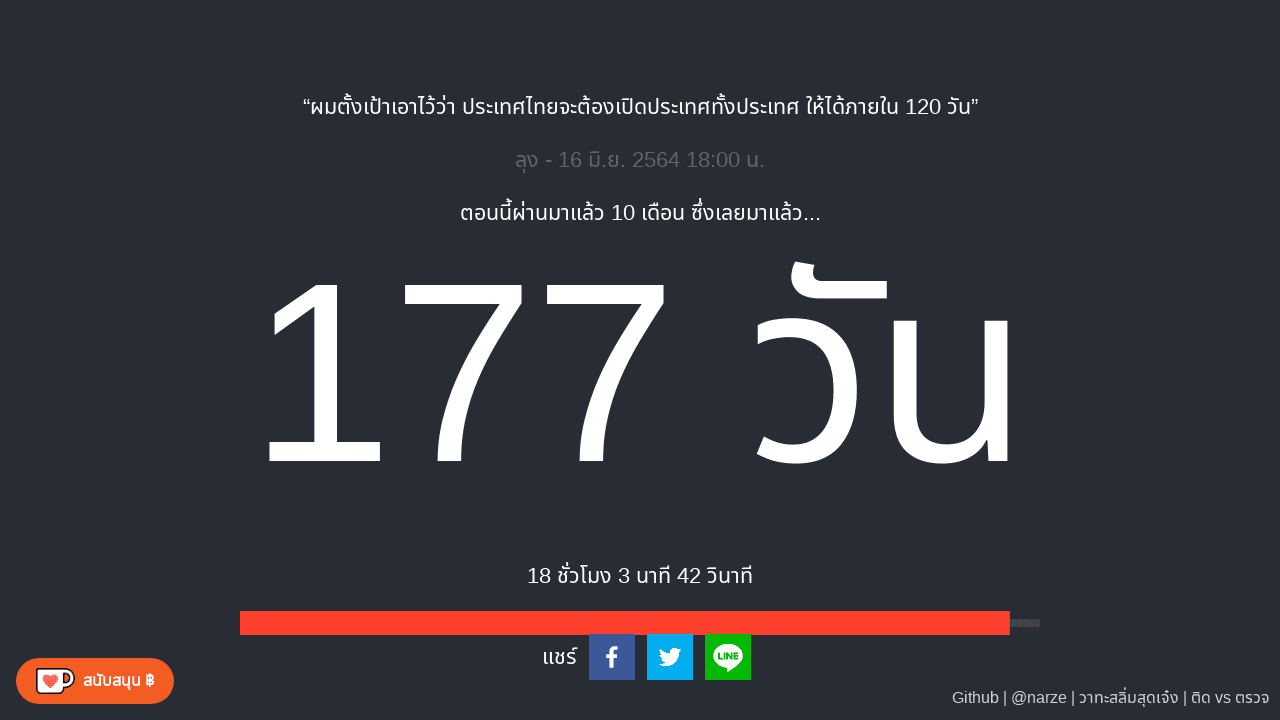 “ผมตั้งเป้าเอาไว้ว่า ประเทศไทยจะต้องเปิดประเทศทั้งประเทศ ให้ได้ภายใน 120 วัน”
ลุง - 16 มิ.ย. 2564 18:00 น.
ตอนนี้ผ่านมาแล้ว 10 เดือน ซึ่งเลยมาแล้ว...
177 วัน
18 ชั่วโมง 3 นาที 42 วินาที
แชร์
LINE
สนับสนุน ฿
Github | @narze | วาทะสลิ่มสุดเจ๋ง | ติด vs ตรวจ